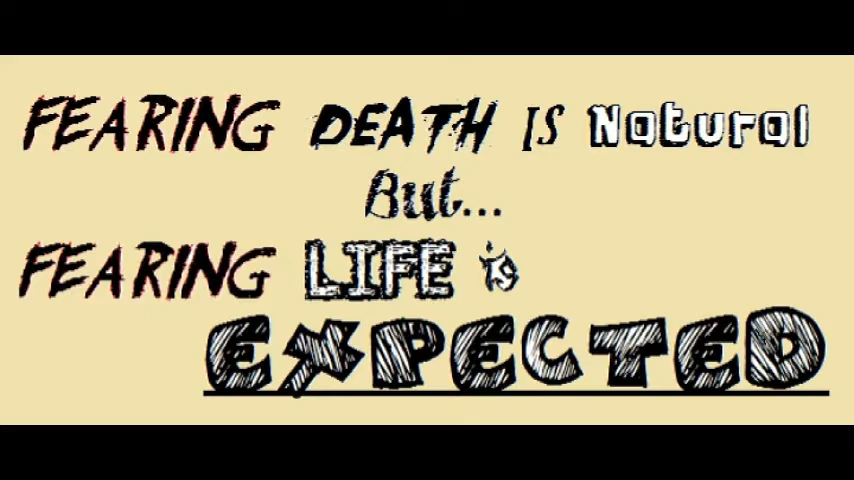 FEARING DEATH IS Natural
But...
FEARING LIFE is
EXPECTED